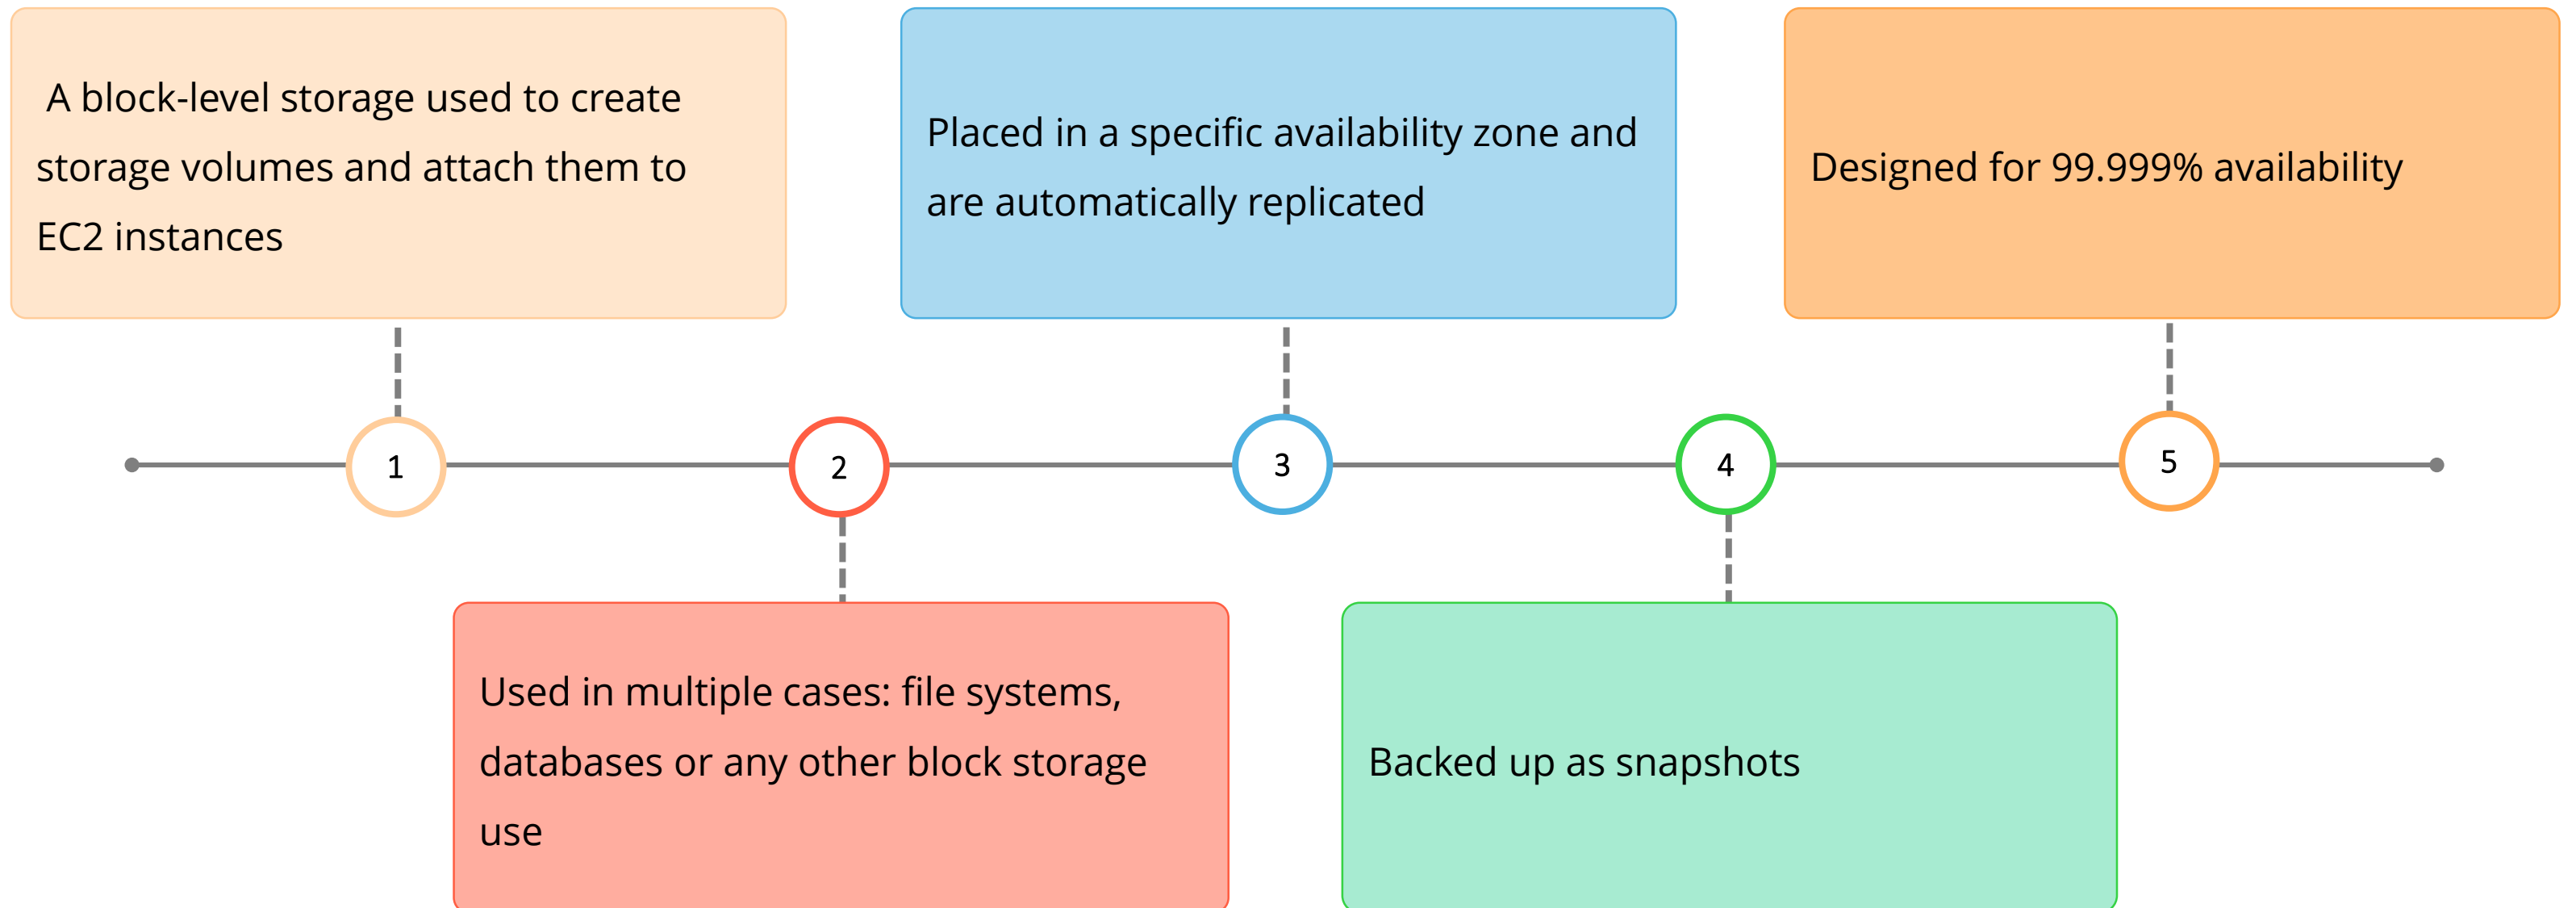 A block-level storage used to create
storage volumes and attach them to
EC2 instances
Placed in a specific availability zone and
are automatically replicated
Designed for 99.999% availability
1
2
3
4
5
Used in multiple cases: file systems,
databases or any other block storage
use
Backed up as snapshots